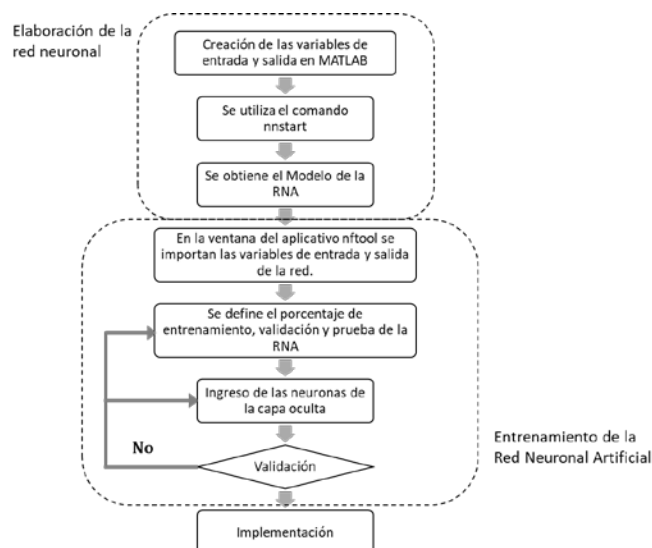 Elaboración de la
red neuronal
Creación de las variables de
entrada y salida en MATLAB
Se utiliza el comando
nnstart
Se obtiene el Modelo de la
RNA
En la ventana del aplicativo nftool se
importan las variables de entrada y salida
de la red.
Se define el porcentaje de
entrenamiento, validación y prueba de la
RNA
Ingreso de las neuronas de
la capa oculta
No
Validación
Entrenamiento de la
Red Neuronal Artificial
Implementación